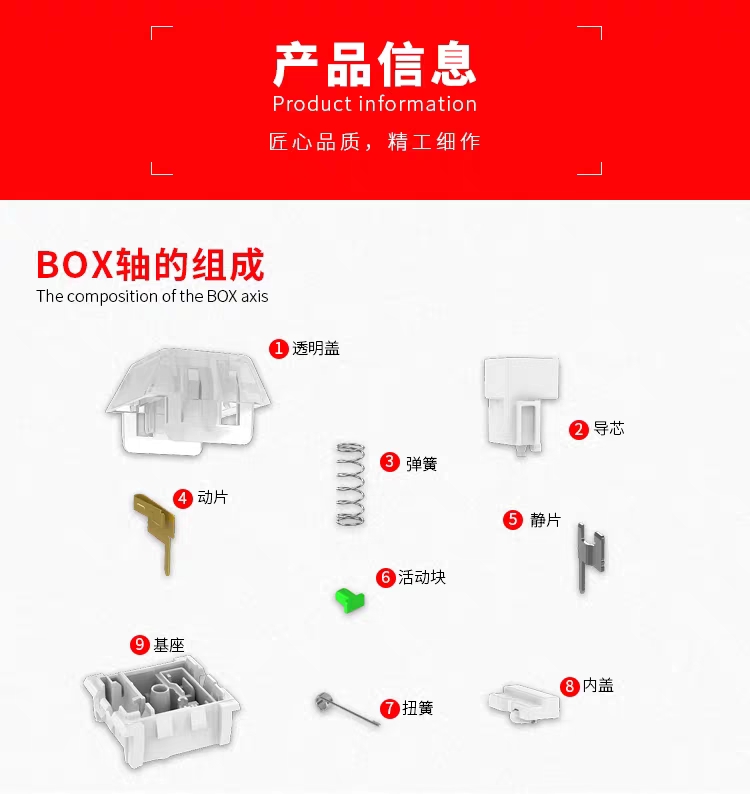 产品信息
Product information
匠心品质，精工细作
BOX轴的组成
The composition of the BOX axis
1 透明盖
2 导芯
3 弹簧
4 动片
5 静片
6 活动块
9 基座
8 内盖
7 扭簧